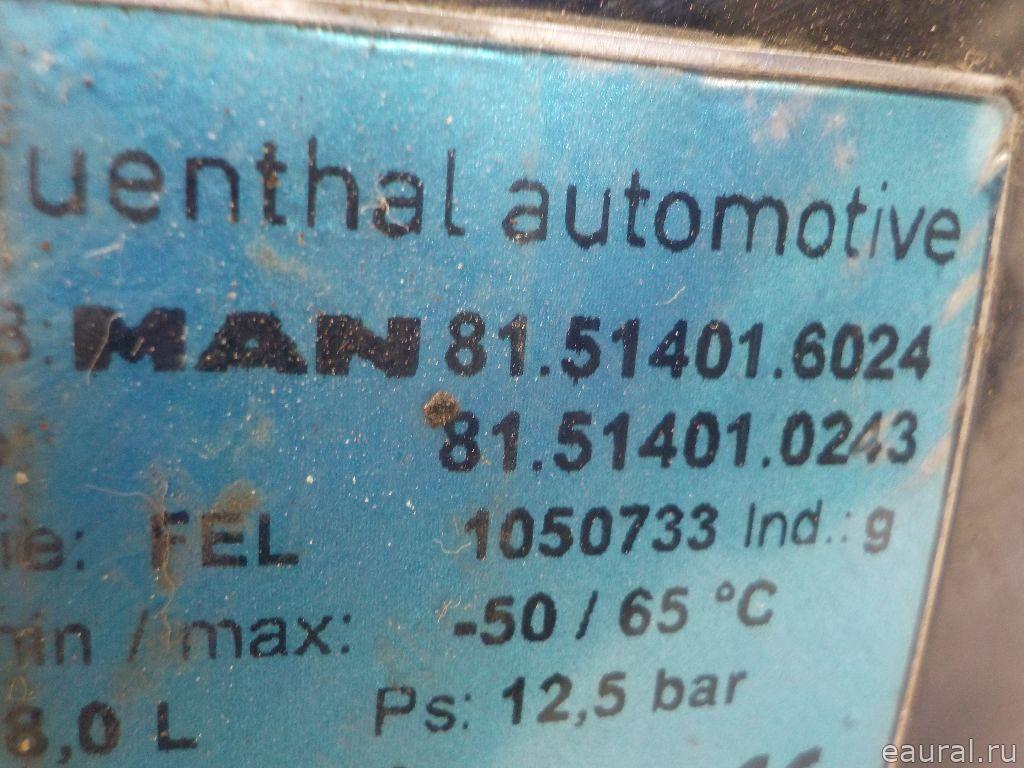 uenthal automotive
MAN 81.51401.6024
81.51401.0243
ie: FEL 1050733 Ind.: g
min / max: -50 / 65 °C
8,0 L Ps: 12,5 bar
eaural.ru